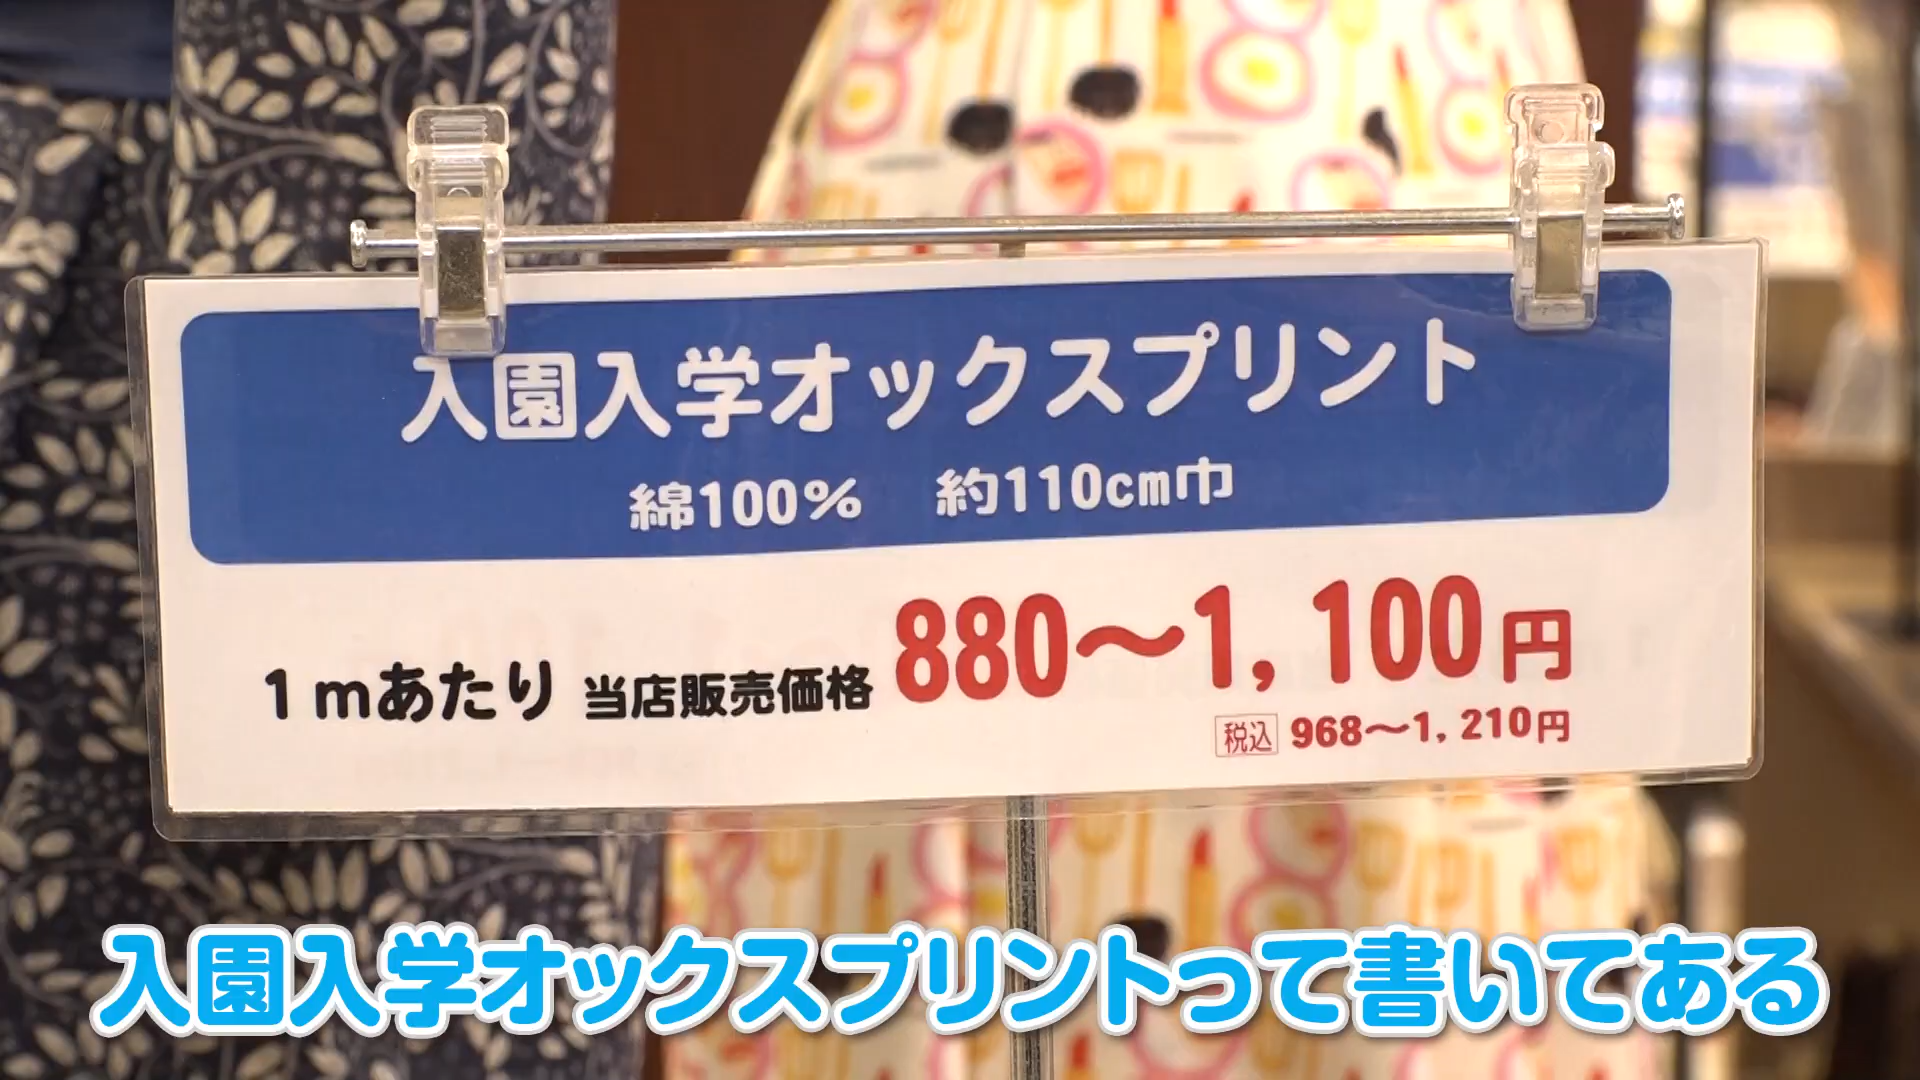 入園入学オックスプリント
綿100% 約110cm巾
1mあたり 当店販売価格 880〜1,100円
税込 968〜1,210円
入園入学オックスプリントって書いてある